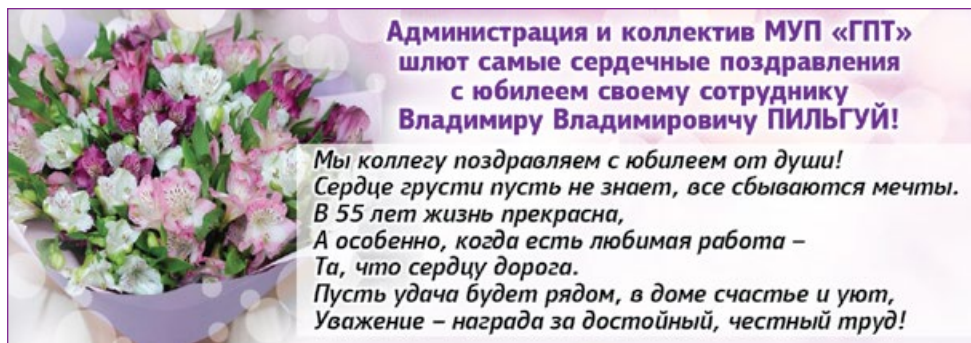 Администрация и коллектив МУП «ГПТ»
шлют самые сердечные поздравления
с юбилеем своему сотруднику
Владимиру Владимировичу ПИЛЬГУЙ!
Мы коллегу поздравляем с юбилеем от души!
Сердце грусти пусть не знает, все сбываются мечты.
В 55 лет жизнь прекрасна,
А особенно, когда есть любимая работа –
Та, что сердцу дорога.
Пусть удача будет рядом, в доме счастье и уют,
Уважение – награда за достойный, честный труд!